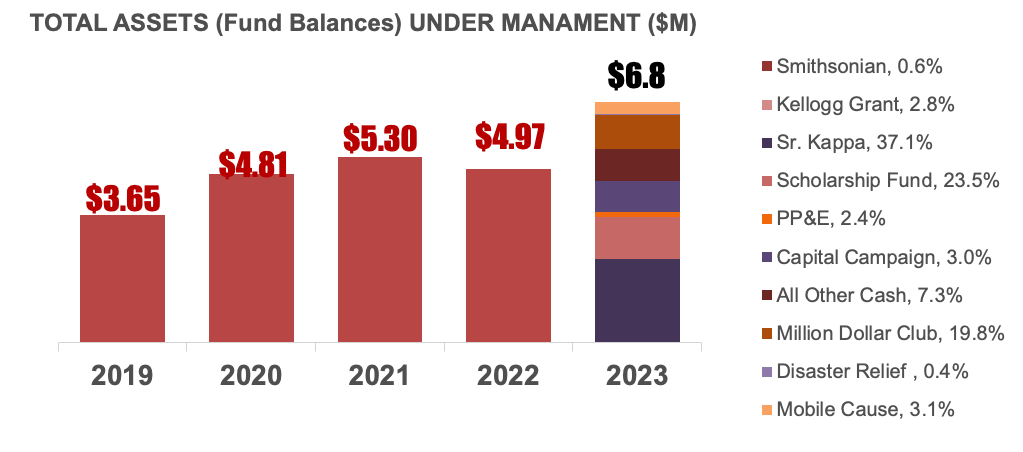 TOTAL ASSETS (Fund Balances) UNDER MANAMENT ($M)
$3.65
$4.81
$5.30
$4.97
$6.8
2019
2020
2021
2022
2023
Smithsonian, 0.6%
Kellogg Grant, 2.8%
Sr. Kappa, 37.1%
Scholarship Fund, 23.5%
PP&E, 2.4%
Capital Campaign, 3.0%
All Other Cash, 7.3%
Million Dollar Club, 19.8%
Disaster Relief , 0.4%
Mobile Cause, 3.1%